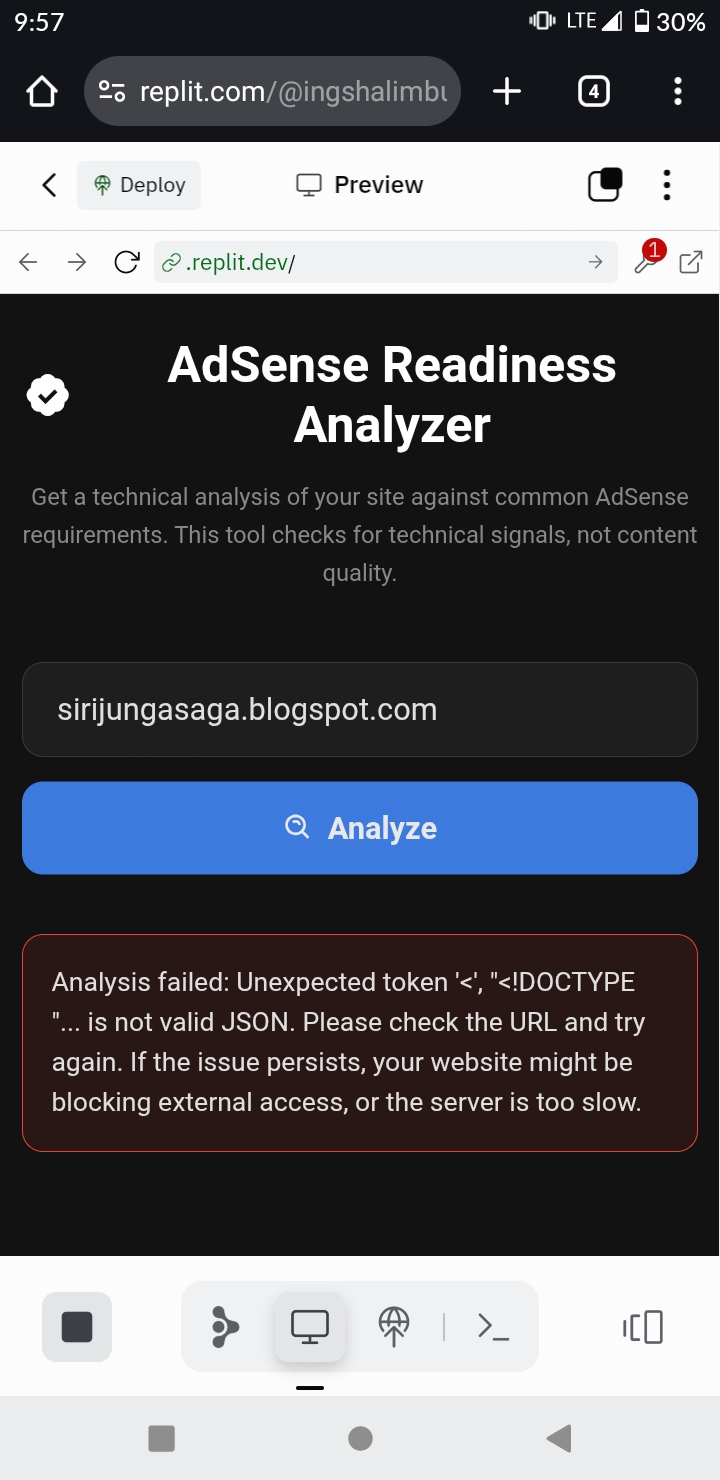 9:57 LTE 30%
replit.com/@ingshalimbu
4
Deploy
Preview
.replit.dev/
1
AdSense Readiness
Analyzer
Get a technical analysis of your site against common AdSense
requirements. This tool checks for technical signals, not content
quality.
sirijungasaga.blogspot.com
Analyze
Analysis failed: Unexpected token '<', "<!DOCTYPE
"... is not valid JSON. Please check the URL and try
again. If the issue persists, your website might be
blocking external access, or the server is too slow.